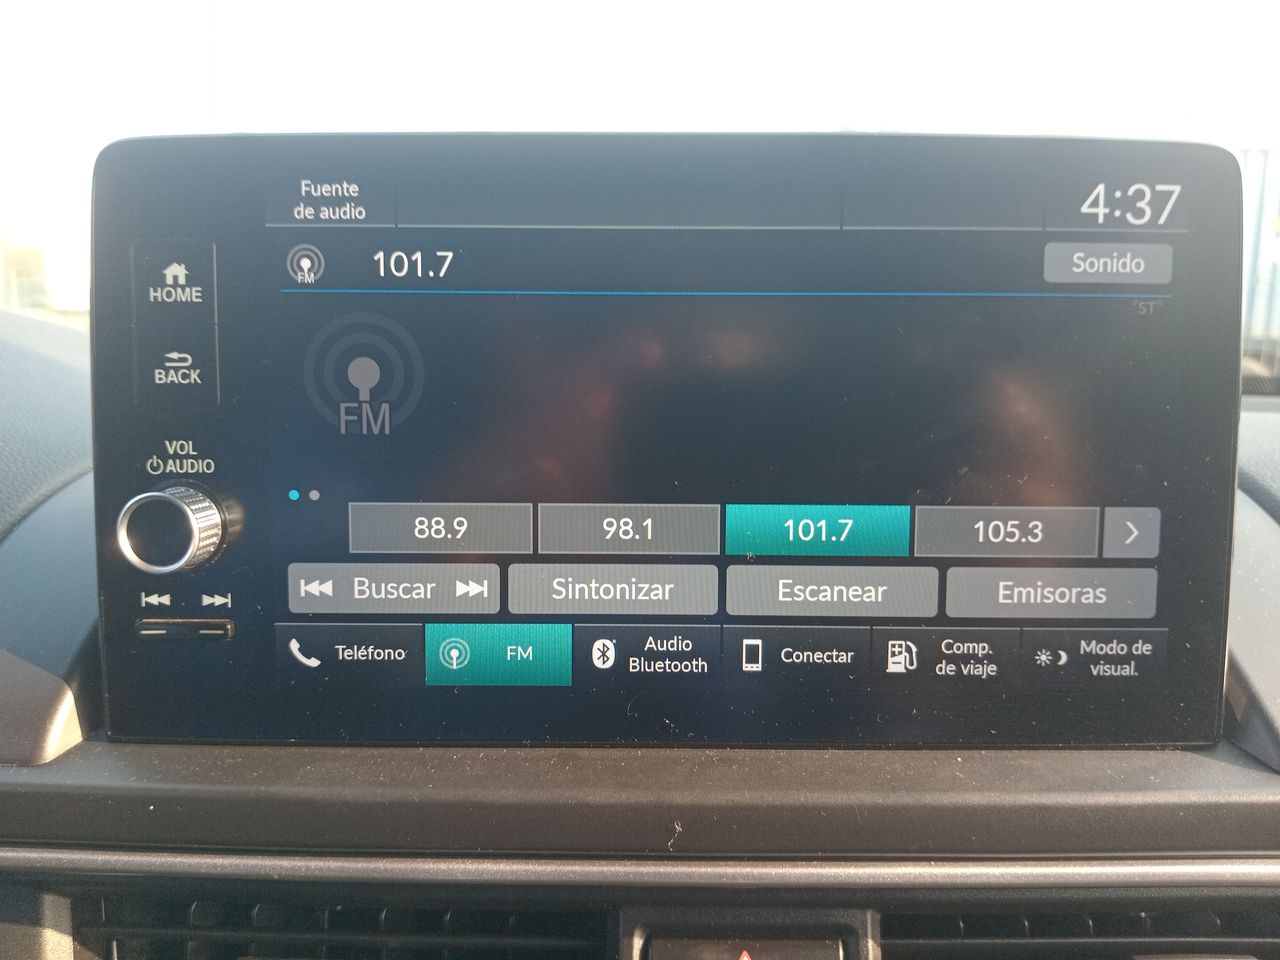 Fuente
de audio
4:37
FM
101.7
Sonido
HOME
ST
BACK
FM
VOL
AUDIO
88.9
98.1
101.7
105.3
Buscar
Sintonizar
Escanear
Emisoras
Teléfono
FM
Audio
Bluetooth
Conectar
Comp.
de viaje
Modo de
visual.